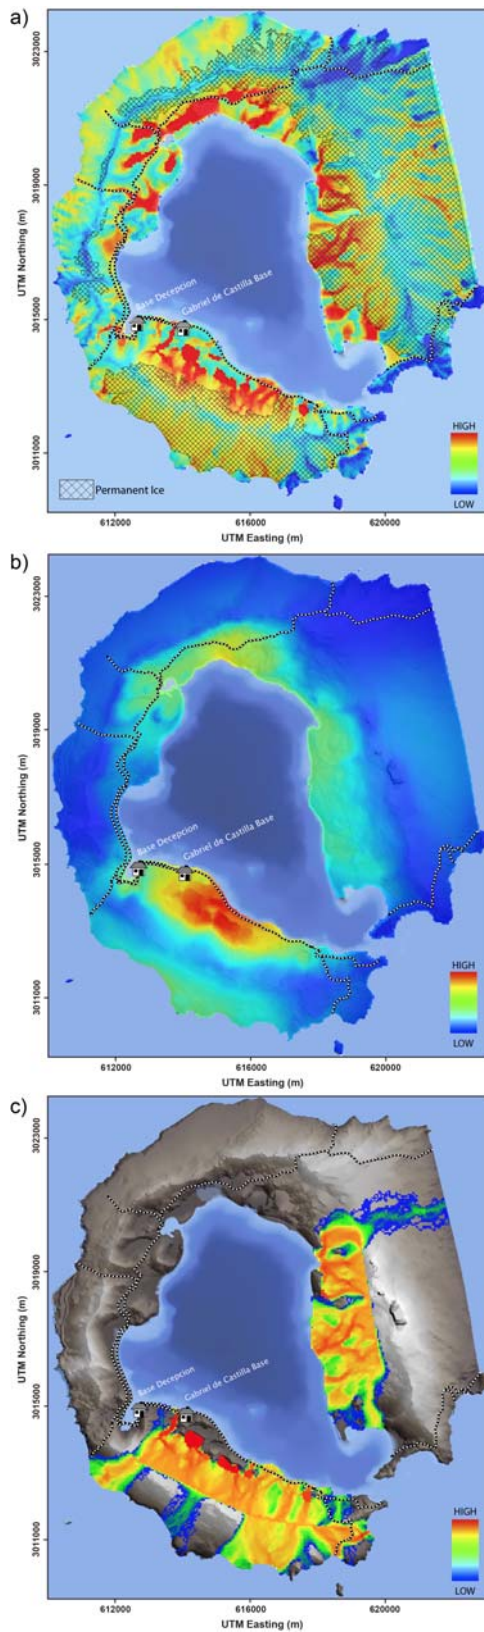 a)
3023000
3019000
3015000
3011000
UTM Northing (m)
Base Decepcion
Gabriel de Castilla Base
HIGH
LOW
Permanent Ice
612000
616000
620000
UTM Easting (m)
b)
3023000
3019000
3015000
3011000
UTM Northing (m)
Base Decepcion
Gabriel de Castilla Base
HIGH
LOW
612000
616000
620000
UTM Easting (m)
c)
3023000
3019000
3015000
3011000
UTM Northing (m)
Base Decepcion
Gabriel de Castilla Base
HIGH
LOW
612000
616000
620000
UTM Easting (m)